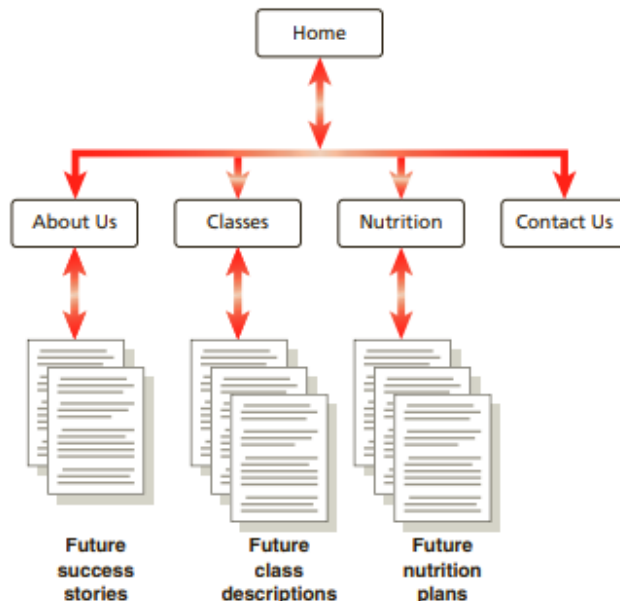 Home
About Us
Classes
Nutrition
Contact Us
Future
success
stories
Future
class
descriptions
Future
nutrition
plans